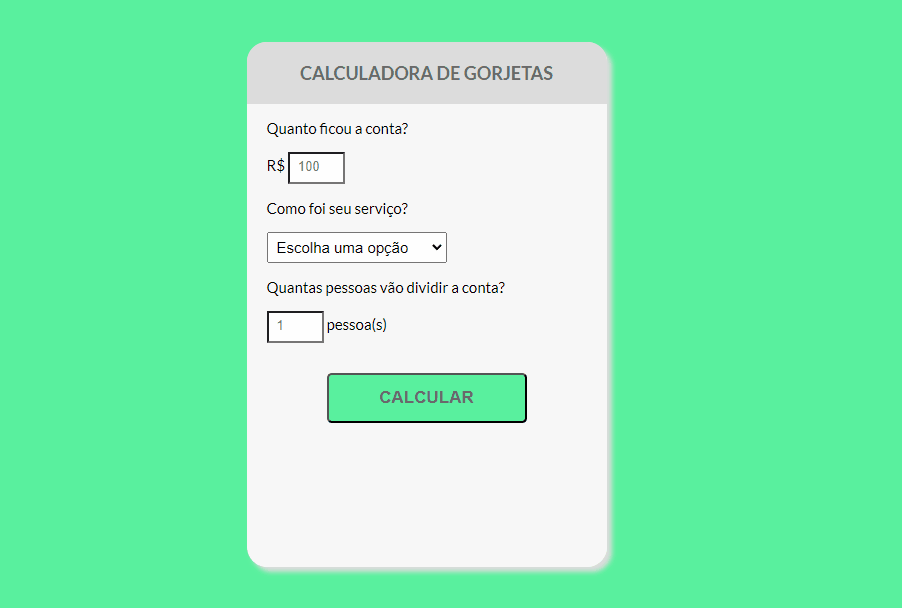 CALCULADORA DE GORJETAS
Quanto ficou a conta?
R$ 100
Como foi seu serviço?
Escolha uma opção
Quantas pessoas vão dividir a conta?
1 pessoa(s)
CALCULAR